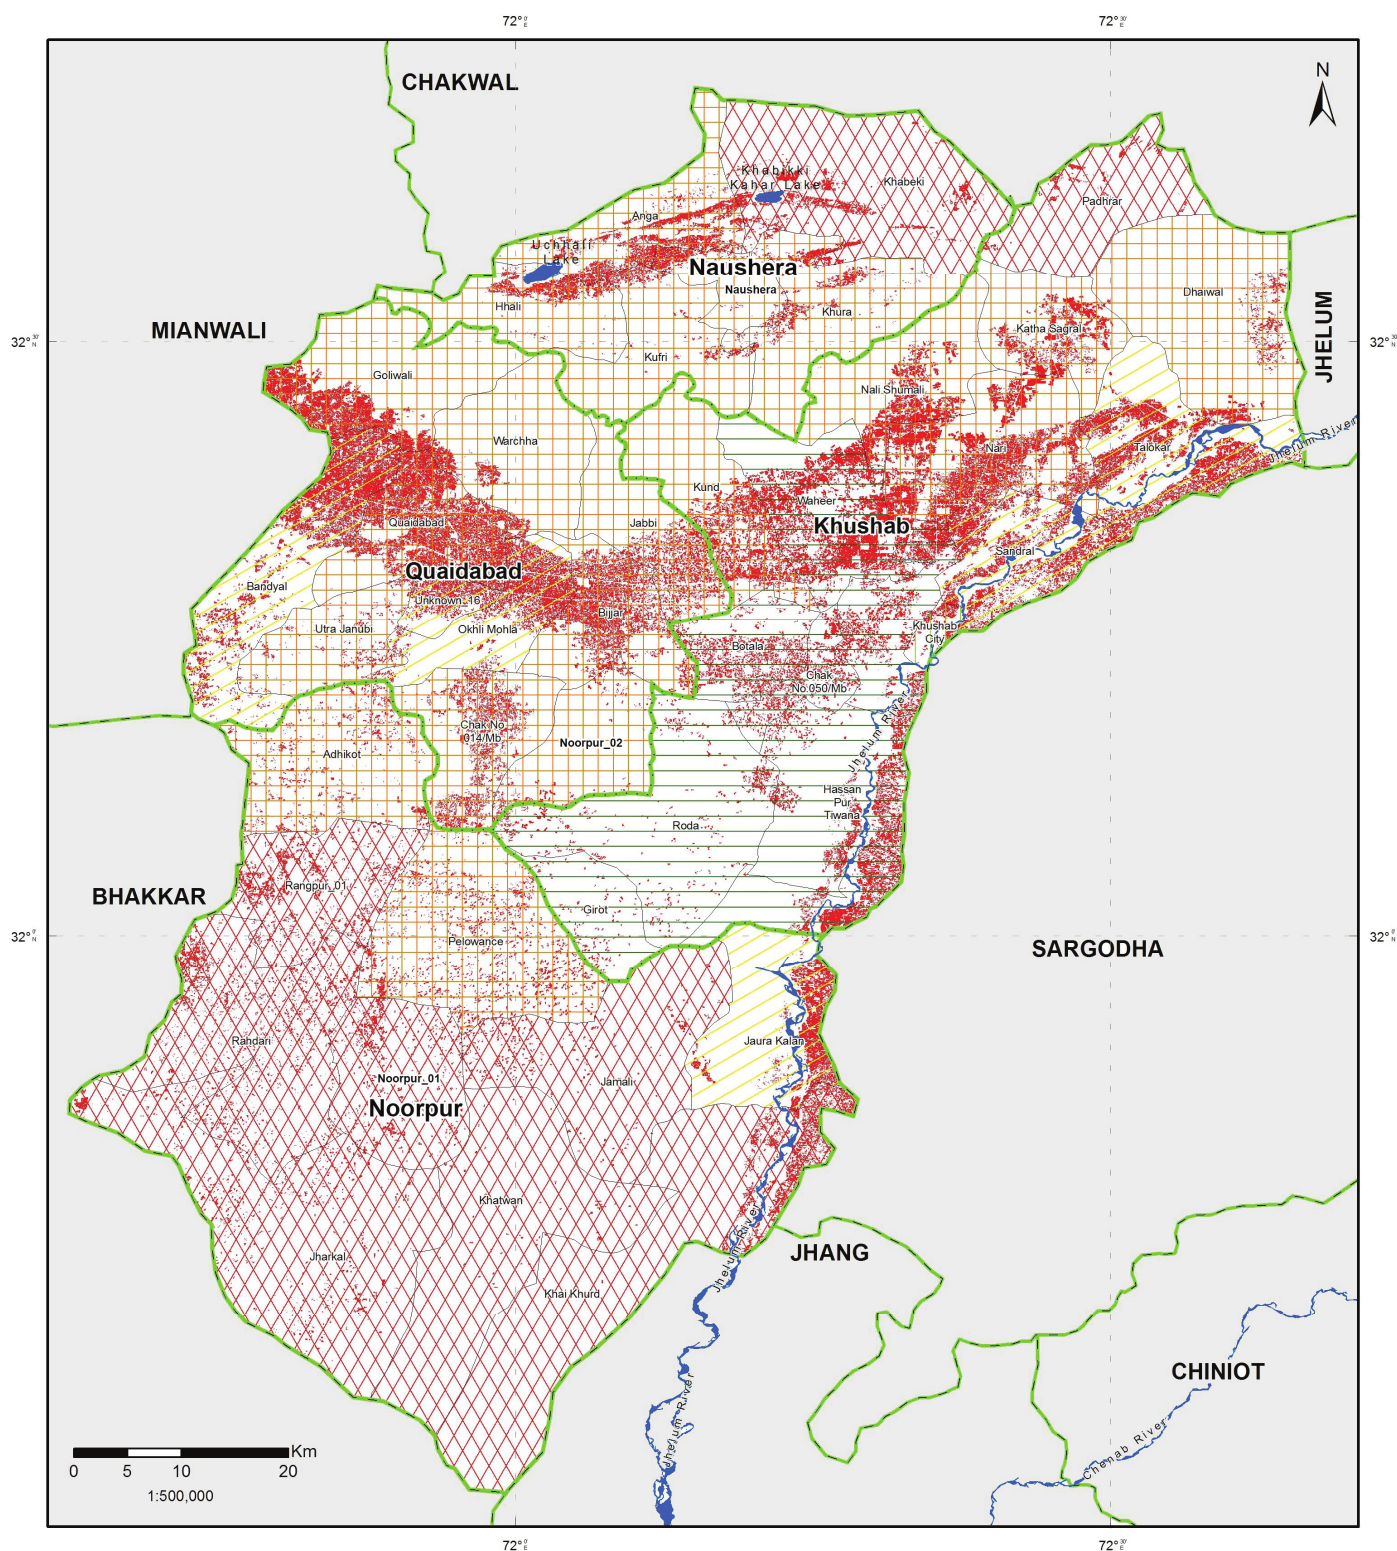 72° 0' E
72° 30' E
CHAKWAL
N
Khabikki
Kahar Lake
Khabeki
Padhrar
Anga
Uchhali
Lake
Naushera
Naushera
Dhaiwal
Hhali
Khura
MIANWALI
Katha Sagral
JHELUM
32° 30' N
32° 30' N
Kufri
Goliwali
Nali Shumali
Warchha
Nari
Talokar
Jhelum River
Kund
Waheer
Quaidabad
Jabbi
Khushab
Sandral
Quaidabad
Bandyal
Unknown_16
Bijjar
Utra Janubi
Okhli Mohla
Khushab
City
Botala
Chak
No.050/Mb
Chak No
014/Mb
Noorpur_02
Jhelum River
Adhikot
Hassan
Pur
Tiwana
Roda
BHAKKAR
Rangpur_01
Girot
32° 0' N
32° 0' N
Pelowance
SARGODHA
Rahdari
Jaura Kalan
Noorpur_01
Jamali
Noorpur
Khatwan
Jhelum River
Jharkal
JHANG
Khai Khurd
CHINIOT
Jhelum River
Chenab River
Km
0 5 10 20
1:500,000
72° 0' E
72° 30' E